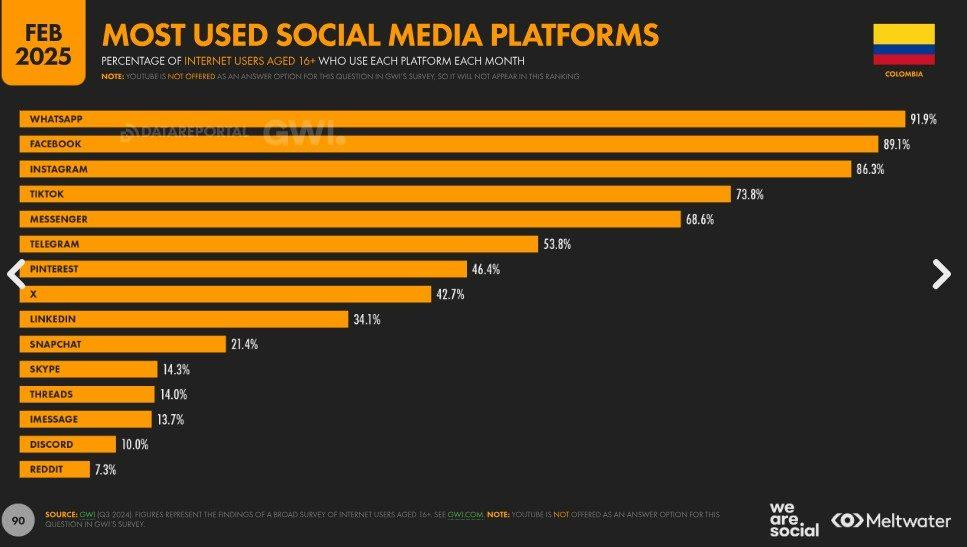 FEB
2025
MOST USED SOCIAL MEDIA PLATFORMS
PERCENTAGE OF INTERNET USERS AGED 16+ WHO USE EACH PLATFORM EACH MONTH
NOTE: YOUTUBE IS NOT OFFERED AS AN ANSWER OPTION FOR THIS QUESTION IN GWI'S SURVEY, SO IT WILL NOT APPEAR IN THIS RANKING
COLOMBIA
DATAREPORTAL GWI.
WHATSAPP 91.9%
FACEBOOK 89.1%
INSTAGRAM 86.3%
TIKTOK 73.8%
MESSENGER 68.6%
TELEGRAM 53.8%
PINTEREST 46.4%
X 42.7%
LINKEDIN 34.1%
SNAPCHAT 21.4%
SKYPE 14.3%
THREADS 14.0%
IMESSAGE 13.7%
DISCORD 10.0%
REDDIT 7.3%
90
SOURCE: GWI (Q3 2024). FIGURES REPRESENT THE FINDINGS OF A BROAD SURVEY OF INTERNET USERS AGED 16+. SEE GWI.COM. NOTE: YOUTUBE IS NOT OFFERED AS AN ANSWER OPTION FOR THIS
QUESTION IN GWI'S SURVEY.
we
are
social
Meltwater